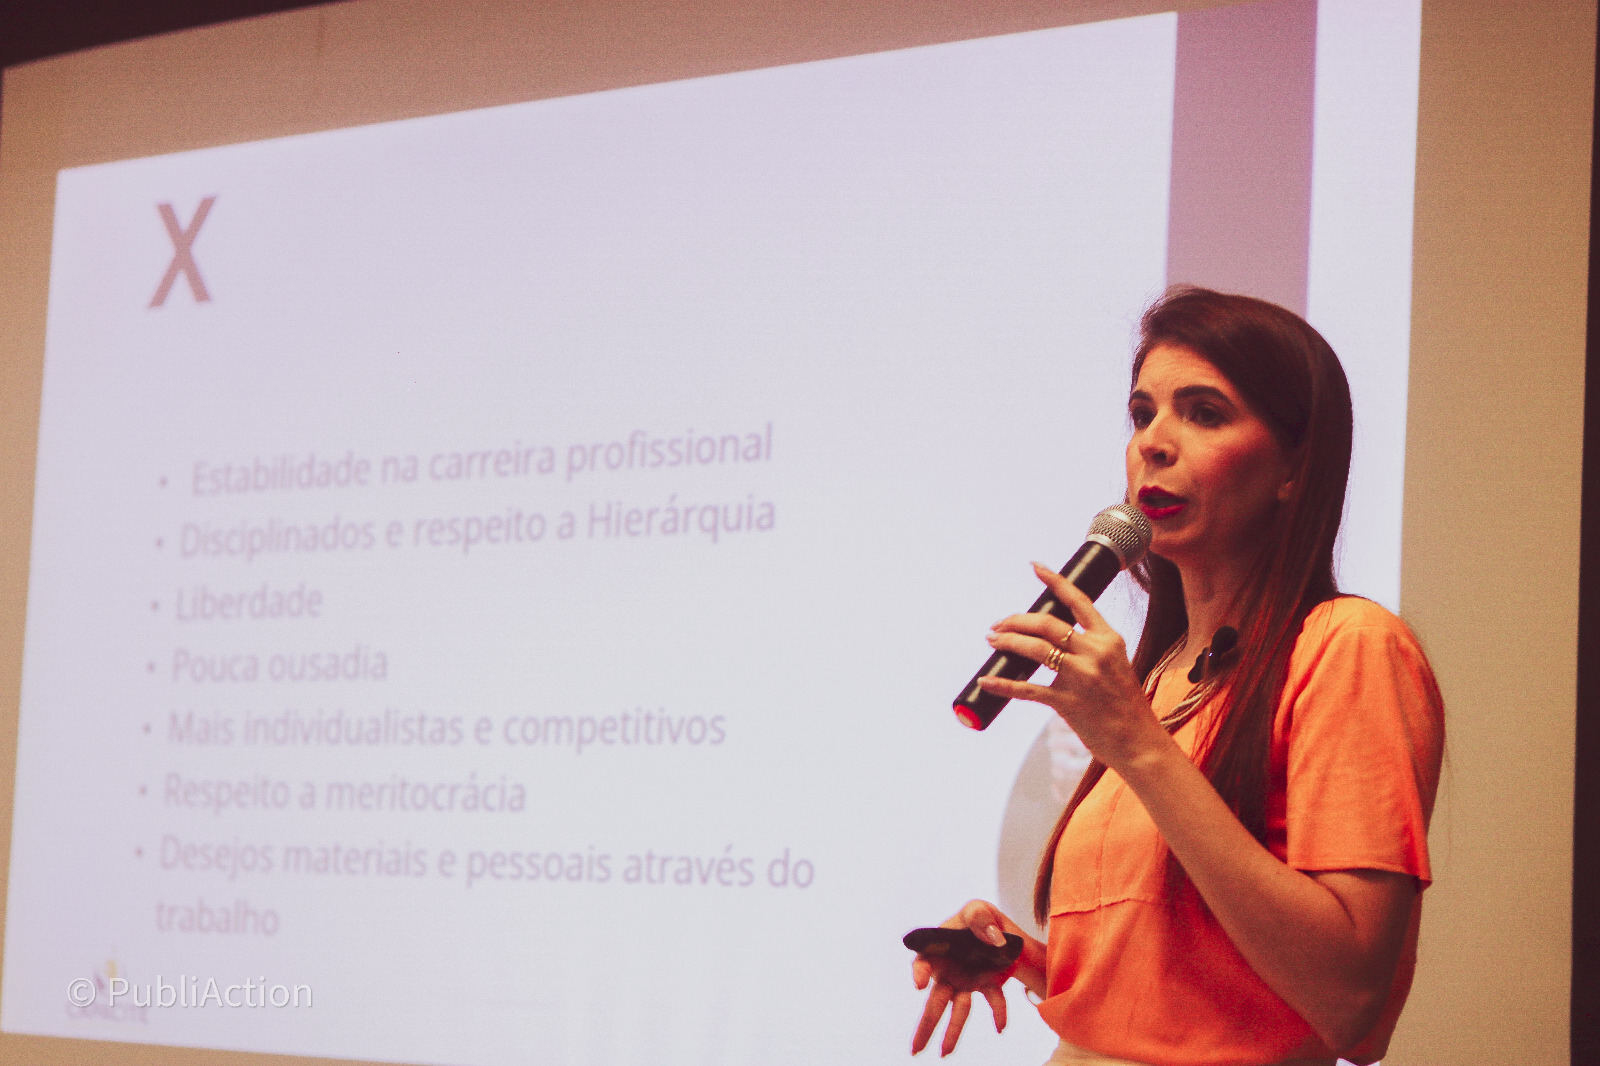 X
• Estabilidade na carreira profissional
• Disciplinados e respeito a Hierárquia
• Liberdade
• Pouca ousadia
• Mais individualistas e competitivos
• Respeito a meritocrácia
• Desejos materiais e pessoais através do
trabalho
© PubliAction